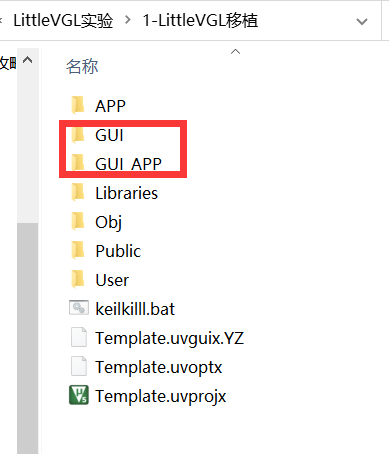 LittleVGL实验 > 1-LittleVGL移植
攻略
名称
APP
GUI
GUI_APP
Libraries
Obj
Public
User
keilkilll.bat
Template.uvguix.YZ
Template.uvoptx
Template.uvprojx